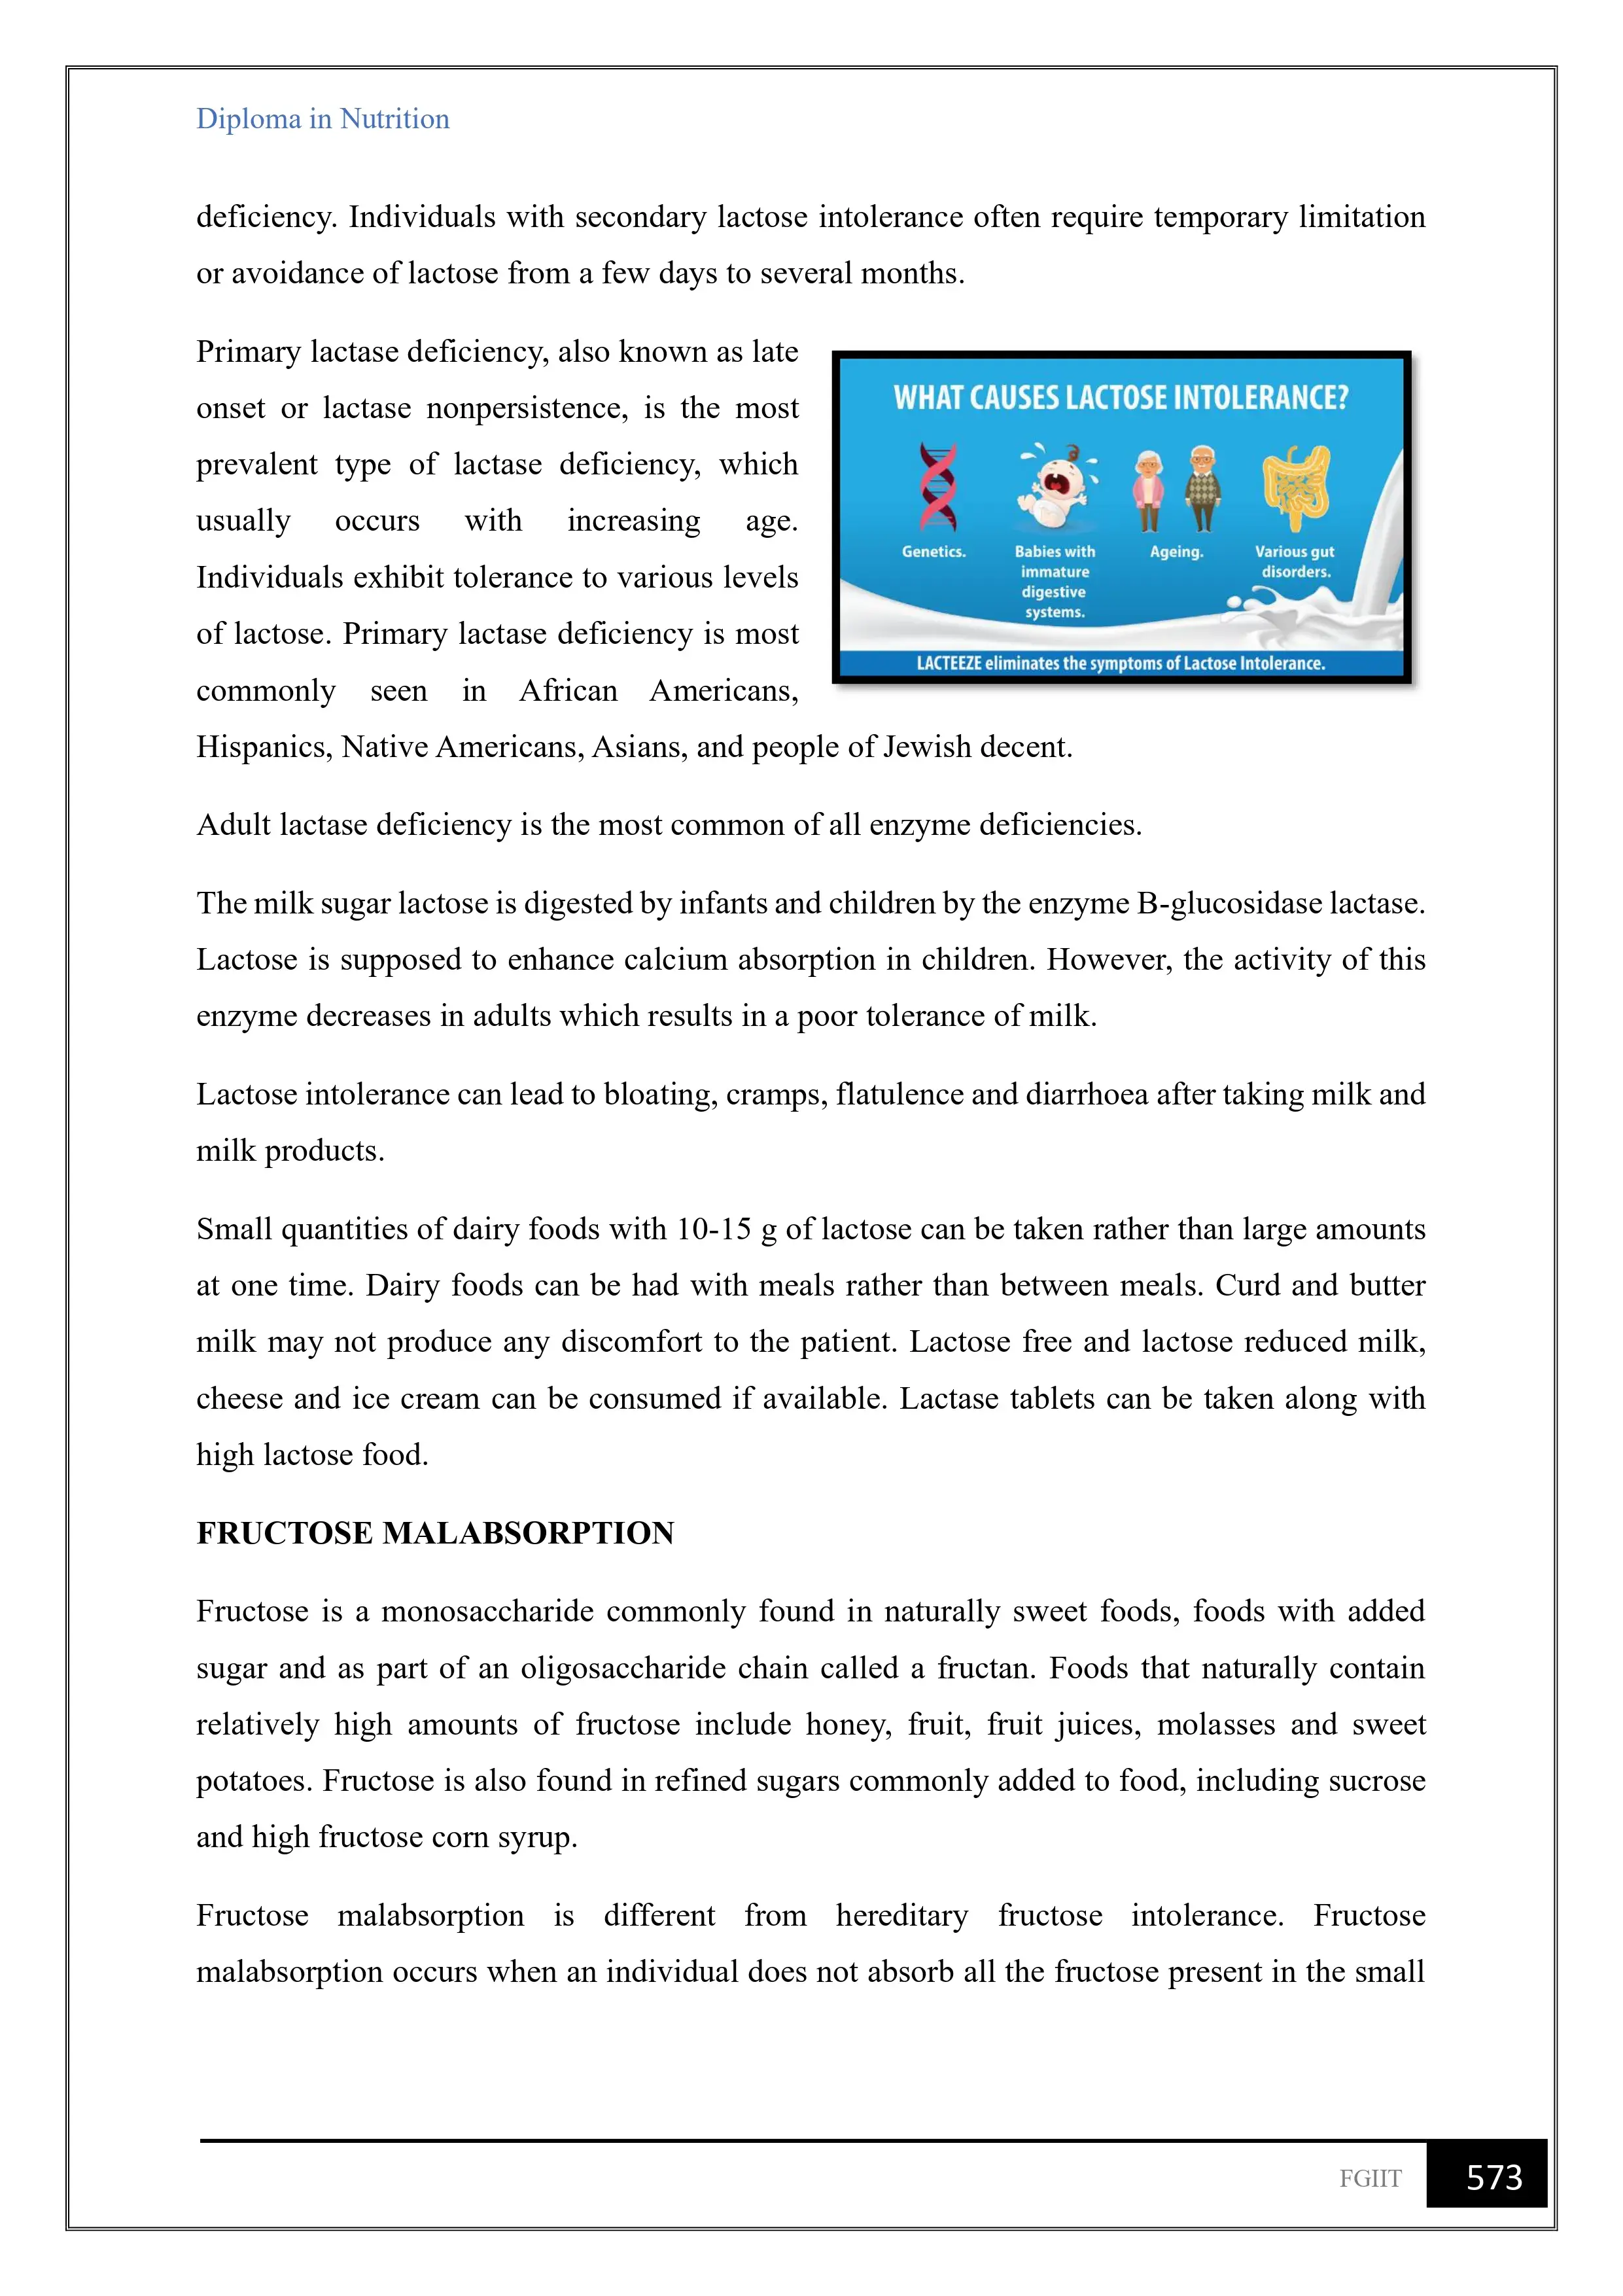 Diploma in Nutrition
deficiency. Individuals with secondary lactose intolerance often require temporary limitation
or avoidance of lactose from a few days to several months.
Primary lactase deficiency, also known as late
onset or lactase nonpersistence, is the most
prevalent type of lactase deficiency, which
usually occurs with increasing age.
Individuals exhibit tolerance to various levels
of lactose. Primary lactase deficiency is most
commonly seen in African Americans,
Hispanics, Native Americans, Asians, and people of Jewish decent.
WHAT CAUSES LACTOSE INTOLERANCE?
Genetics.
Babies with
immature
digestive
systems.
Ageing.
Various gut
disorders.
LACTEEZE eliminates the symptoms of Lactose Intolerance.
Adult lactase deficiency is the most common of all enzyme deficiencies.
The milk sugar lactose is digested by infants and children by the enzyme B-glucosidase lactase.
Lactose is supposed to enhance calcium absorption in children. However, the activity of this
enzyme decreases in adults which results in a poor tolerance of milk.
Lactose intolerance can lead to bloating, cramps, flatulence and diarrhoea after taking milk and
milk products.
Small quantities of dairy foods with 10-15 g of lactose can be taken rather than large amounts
at one time. Dairy foods can be had with meals rather than between meals. Curd and butter
milk may not produce any discomfort to the patient. Lactose free and lactose reduced milk,
cheese and ice cream can be consumed if available. Lactase tablets can be taken along with
high lactose food.
FRUCTOSE MALABSORPTION
Fructose is a monosaccharide commonly found in naturally sweet foods, foods with added
sugar and as part of an oligosaccharide chain called a fructan. Foods that naturally contain
relatively high amounts of fructose include honey, fruit, fruit juices, molasses and sweet
potatoes. Fructose is also found in refined sugars commonly added to food, including sucrose
and high fructose corn syrup.
Fructose malabsorption is different from hereditary fructose intolerance. Fructose
malabsorption occurs when an individual does not absorb all the fructose present in the small
FGIIT 573